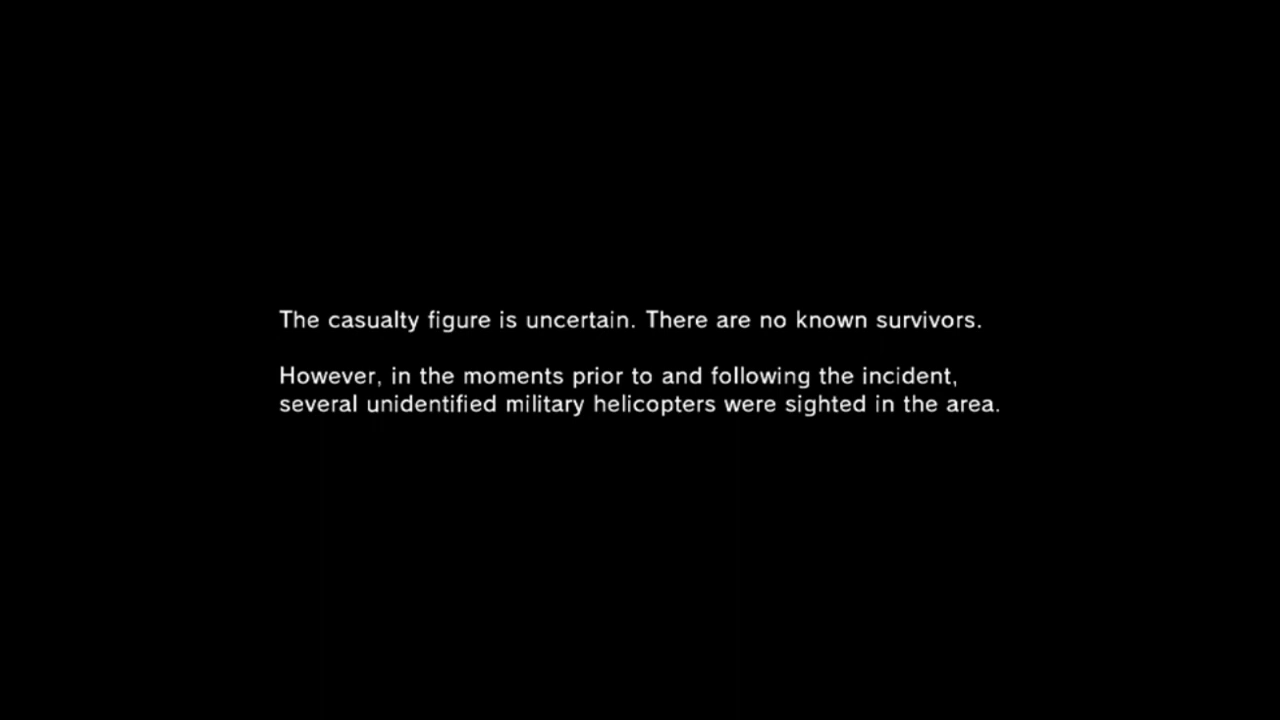 The casualty figure is uncertain. There are no known survivors.
However, in the moments prior to and following the incident,
several unidentified military helicopters were sighted in the area.